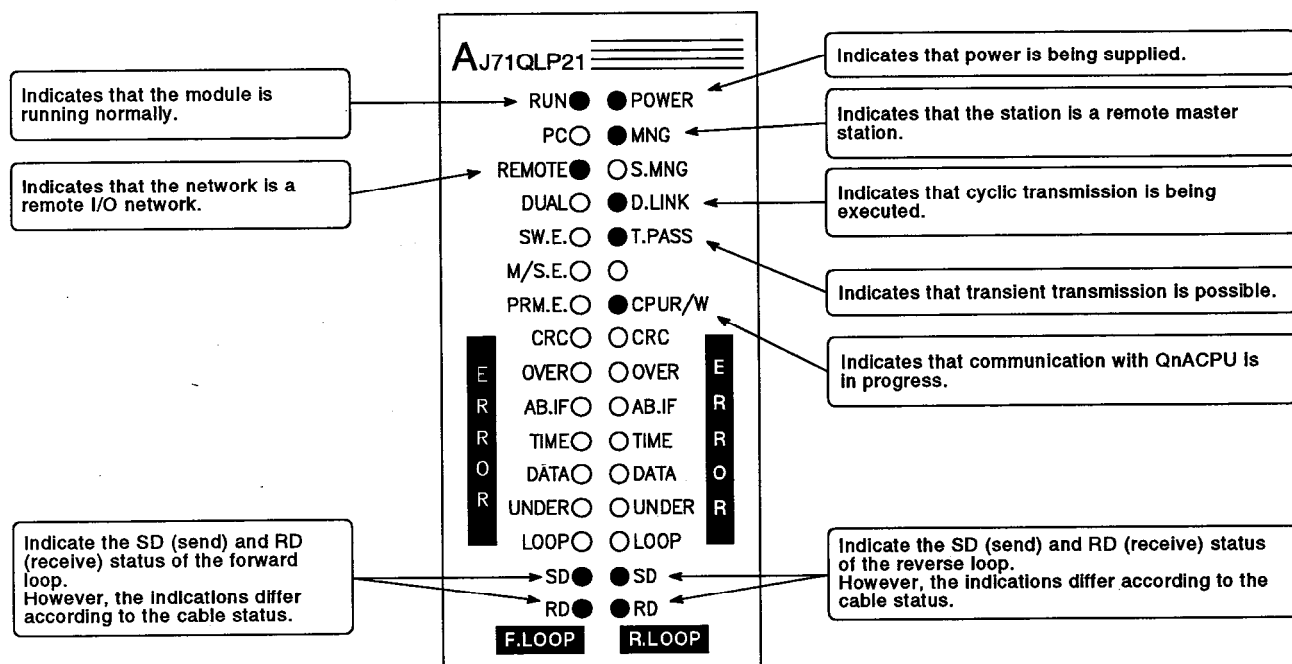 AJ71QLP21
Indicates that the module is
running normally.
Indicates that the network is a
remote I/O network.
Indicate the SD (send) and RD
(receive) status of the forward
loop.
However, the indications differ
according to the cable status.
RUN POWER
PC MNG
REMOTE S.MNG
DUAL D.LINK
SW.E. T.PASS
M/S.E.
PRM.E. CPUR/W
CRC CRC
OVER OVER
AB.IF AB.IF
TIME TIME
DATA DATA
UNDER UNDER
LOOP LOOP
SD SD
RD RD
ERROR
ERROR
F.LOOP R.LOOP
Indicates that power is being supplied.
Indicates that the station is a remote master
station.
Indicates that cyclic transmission is being
executed.
Indicates that transient transmission is possible.
Indicates that communication with QnACPU is
in progress.
Indicate the SD (send) and RD (receive) status
of the reverse loop.
However, the indications differ according to the
cable status.